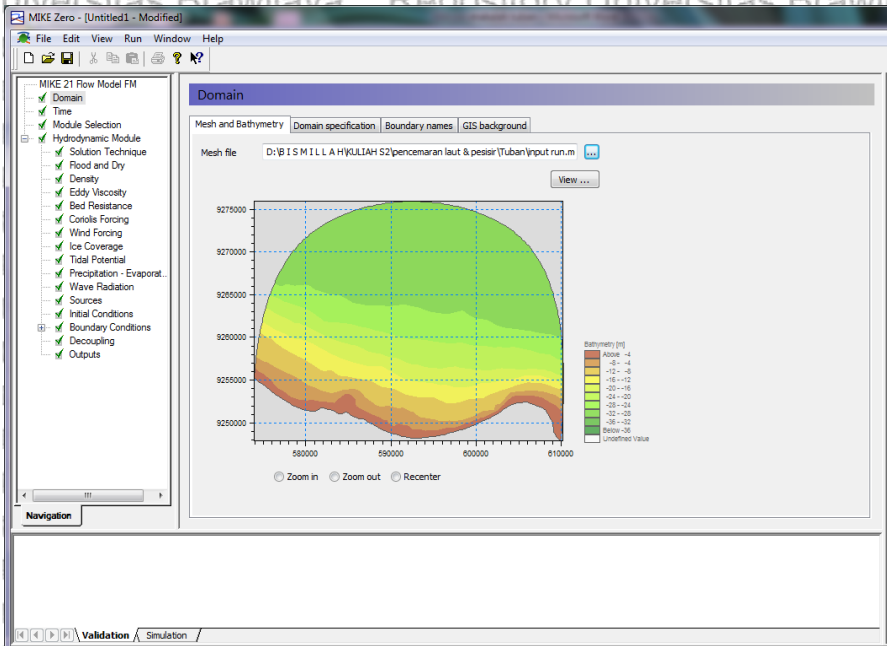 MIKE Zero - [Untitled1 - Modified]
File Edit View Run Window Help
MIKE 21 Flow Model FM
Domain
Time
Module Selection
Hydrodynamic Module
Solution Technique
Flood and Dry
Density
Eddy Viscosity
Bed Resistance
Coriolis Forcing
Wind Forcing
Ice Coverage
Tidal Potential
Precipitation - Evaporat..
Wave Radiation
Sources
Initial Conditions
Boundary Conditions
Decoupling
Outputs
Navigation
Domain
Mesh and Bathymetry Domain specification Boundary names GIS background
Mesh file D:\B I S M I L L A H\KULIAH S2\pencemaran laut & pesisir\Tuban\input run.m ...
View ...
9275000
9270000
9265000
9260000
9255000
9250000
580000 590000 600000 610000
Bathymetry [m]
Above -4
-8 - -4
-12 - -8
-16 - -12
-20 - -16
-24 - -20
-28 - -24
-32 - -28
-36 - -32
Below -36
Undefined Value
Zoom in Zoom out Recenter
Validation Simulation